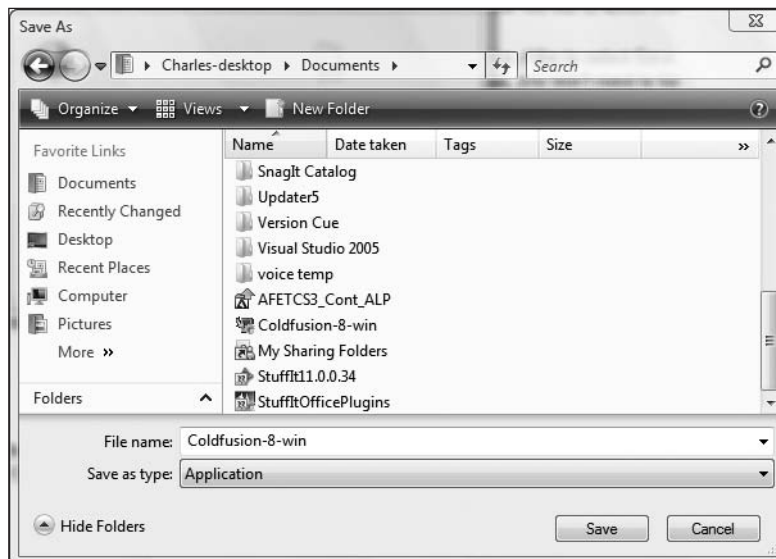 Save As
Charles-desktop Documents Search
Organize Views New Folder
Favorite Links
Documents
Recently Changed
Desktop
Recent Places
Computer
Pictures
More »
Folders
Name Date taken Tags Size »
SnagIt Catalog
Updater5
Version Cue
Visual Studio 2005
voice temp
AFETCS3_Cont_ALP
Coldfusion-8-win
My Sharing Folders
StuffIt11.0.0.34
StuffItOfficePlugins
File name: Coldfusion-8-win
Save as type: Application
Hide Folders Save Cancel